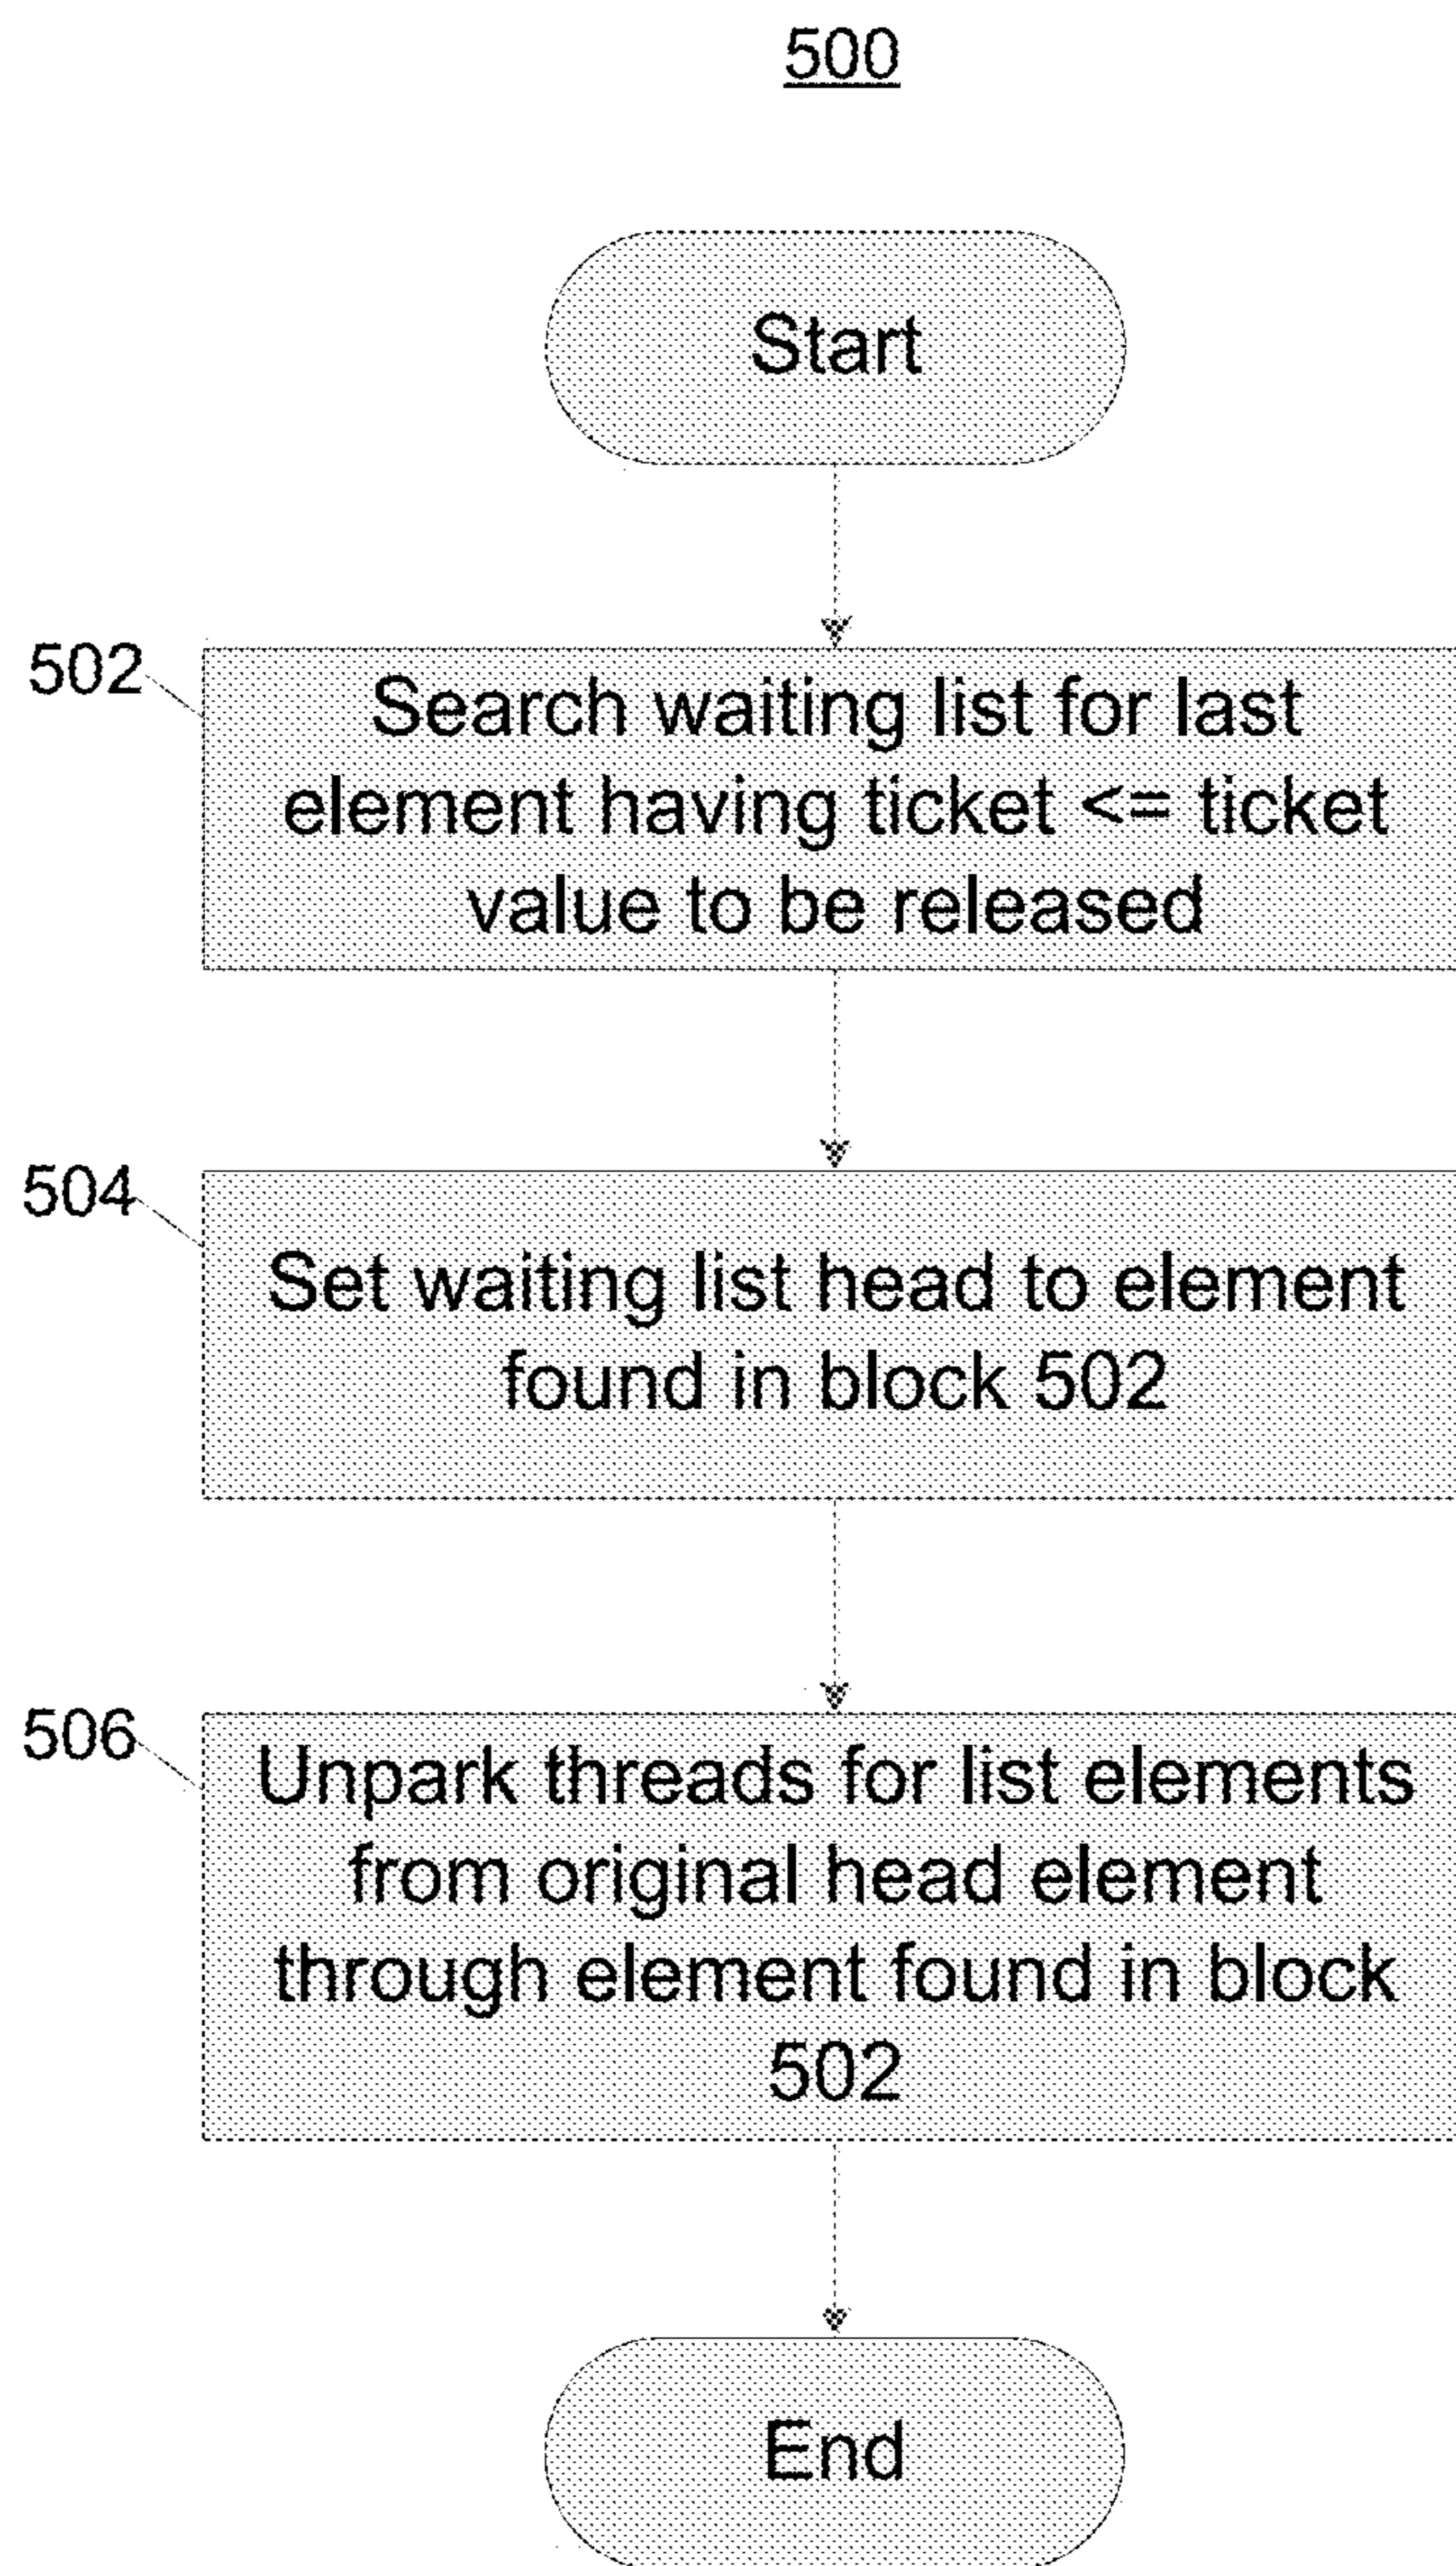 500
Start
502
Search waiting list for last
element having ticket <= ticket
value to be released
504
Set waiting list head to element
found in block 502
506
Unpark threads for list elements
from original head element
through element found in block
502
End